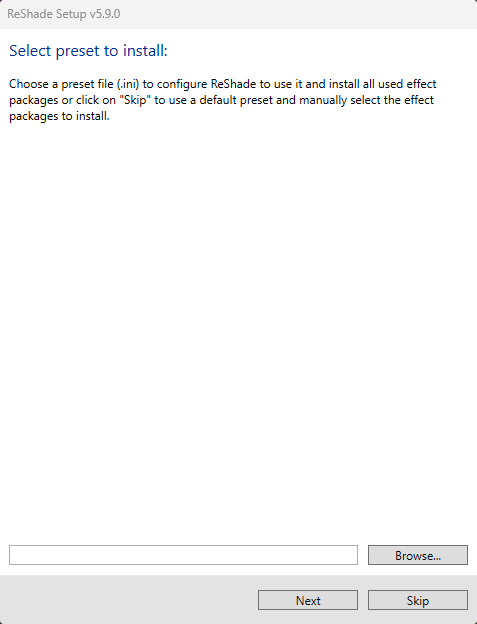 ReShade Setup v5.9.0
Select preset to install:
Choose a preset file (.ini) to configure ReShade to use it and install all used effect
packages or click on "Skip" to use a default preset and manually select the effect
packages to install.
Browse...
Next
Skip